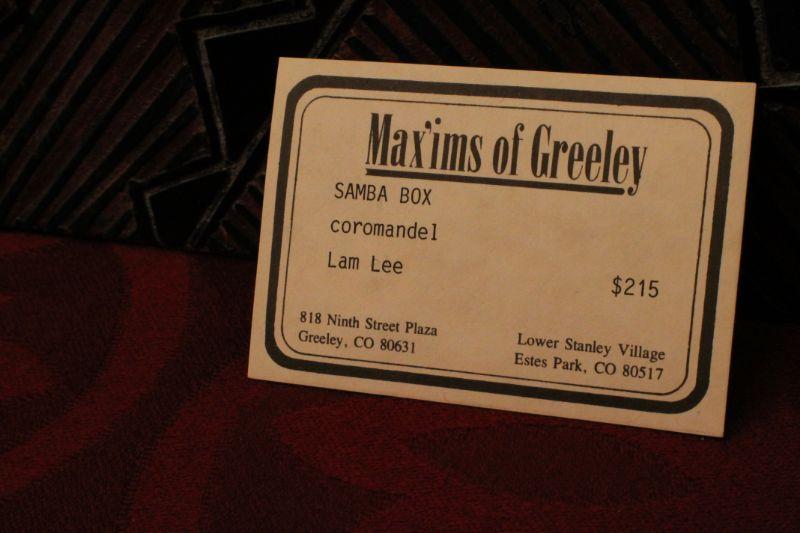 Max'ims of Greeley
SAMBA BOX
coromandel
Lam Lee
$215
818 Ninth Street Plaza
Greeley, CO 80631
Lower Stanley Village
Estes Park, CO 80517